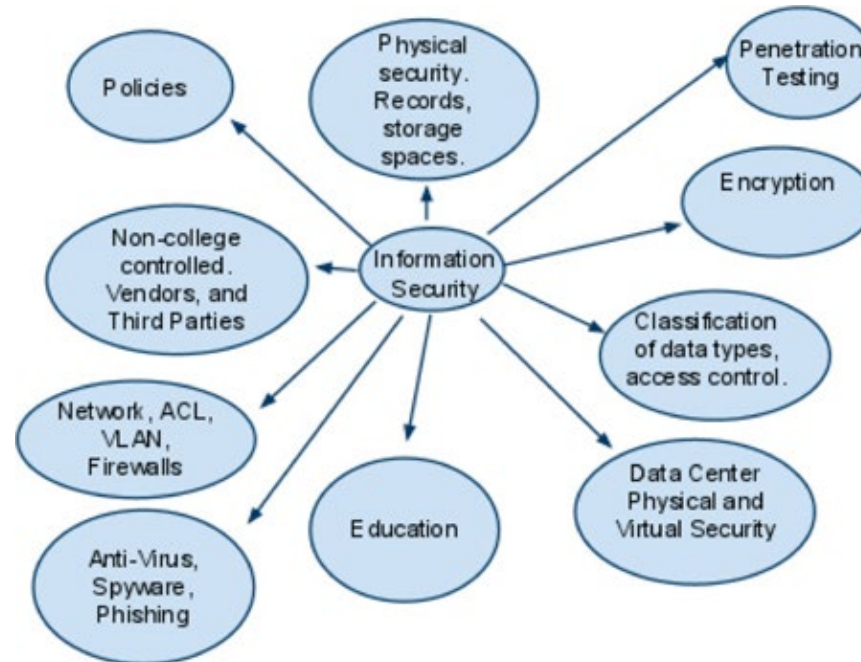 Policies
Physical
security.
Records,
storage
spaces.
Penetration
Testing
Encryption
Non-college
controlled.
Vendors, and
Third Parties
Information
Security
Classification
of data types,
access control.
Network, ACL,
VLAN,
Firewalls
Data Center
Physical and
Virtual Security
Education
Anti-Virus,
Spyware,
Phishing